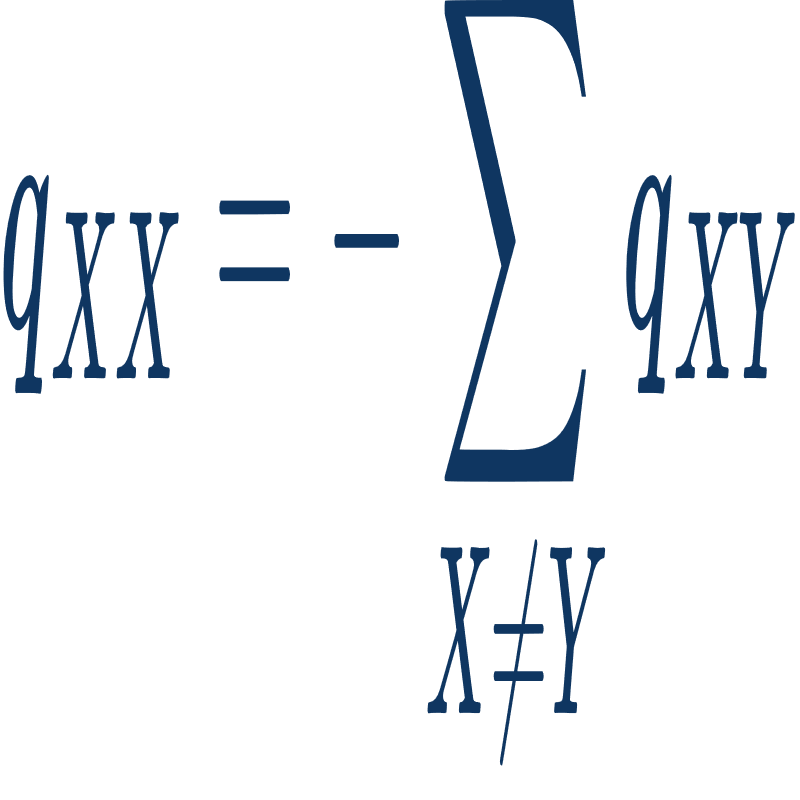 qXX = - ∑ qXY
X≠Y